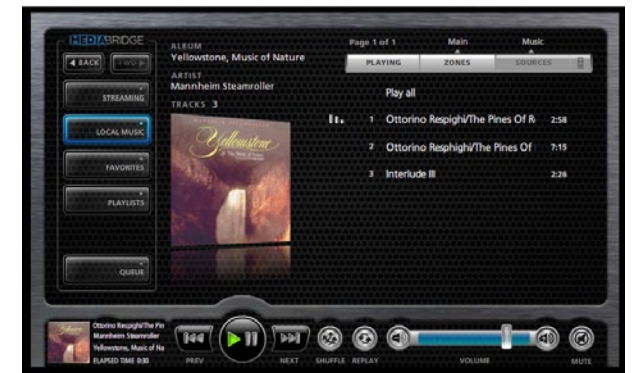 MEDIABRIDGE
BACK
FWD
STREAMING
LOCAL MUSIC
FAVORITES
PLAYLISTS
QUEUE
ALBUM
Yellowstone, Music of Nature
ARTIST
Mannheim Steamroller
TRACKS 3
Yellowstone
Page 1 of 1 Main Music
PLAYING ZONES SOURCES
Play all
1 Ottorino Respighi/The Pines Of R 2:58
2 Ottorino Resphighi/The Pines Of 7:15
3 Interlude III 2:26
Ottorino Respighi/The Pin
Mannheim Steamroller
Yellowstone, Music of Na
ELAPSED TIME 0:30
PREV NEXT SHUFFLE REPLAY VOLUME MUTE